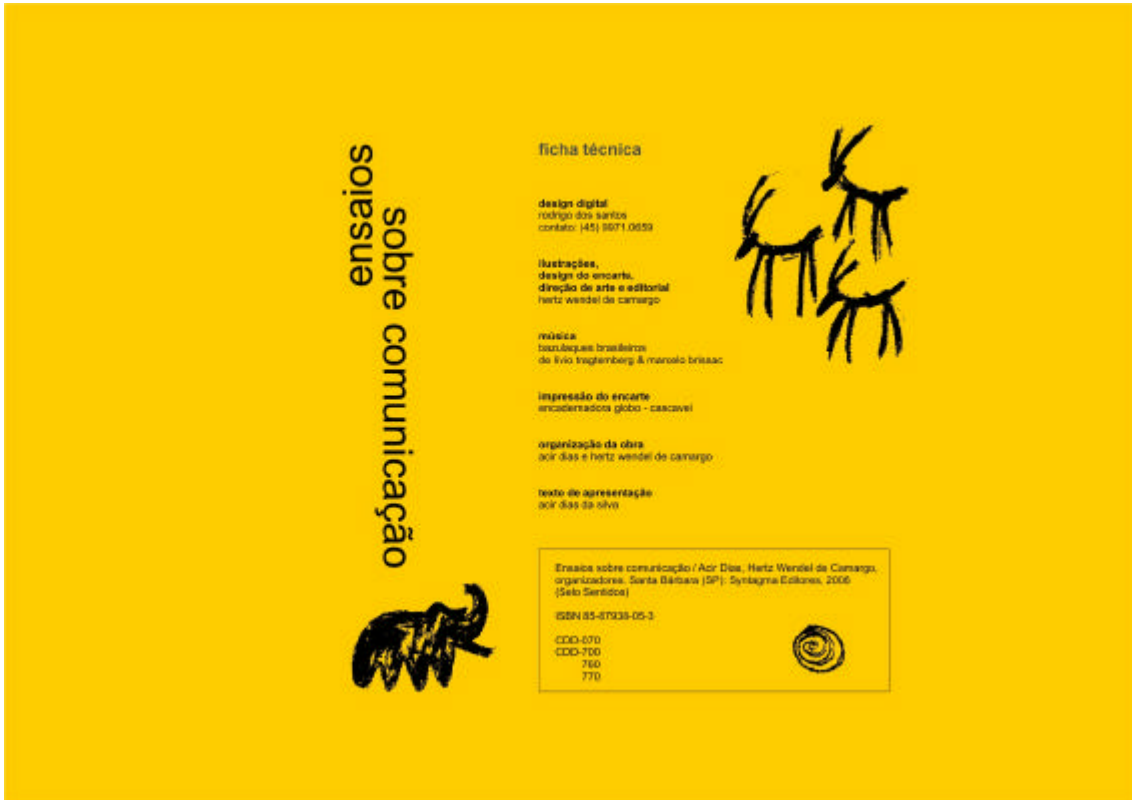 ensaios
sobre comunicação
ficha técnica
design digital
rodrigo dos santos
contato: (45) 9971.0659
ilustrações,
design do encarte,
direção de arte e editorial
hertz wendel de camargo
música
bazulaques brasileiros
de livio tragtemberg & marcelo brissac
impressão do encarte
encadernadora globo - cascavel
organização da obra
acir dias e hertz wendel de camargo
texto de apresentação
acir dias da silva
Ensaios sobre comunicação / Acir Dias, Hertz Wendel de Camargo,
organizadores. Santa Bárbara (SP): Syntagma Editores, 2006
(Selo Sentidos)
ISBN 85-87938-05-3
CDD-070
CDD-700
760
770